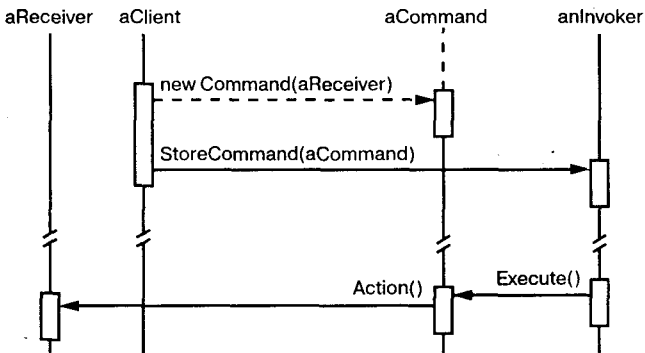 aReceiver aClient aCommand anInvoker
new Command(aReceiver)
StoreCommand(aCommand)
Execute()
Action()